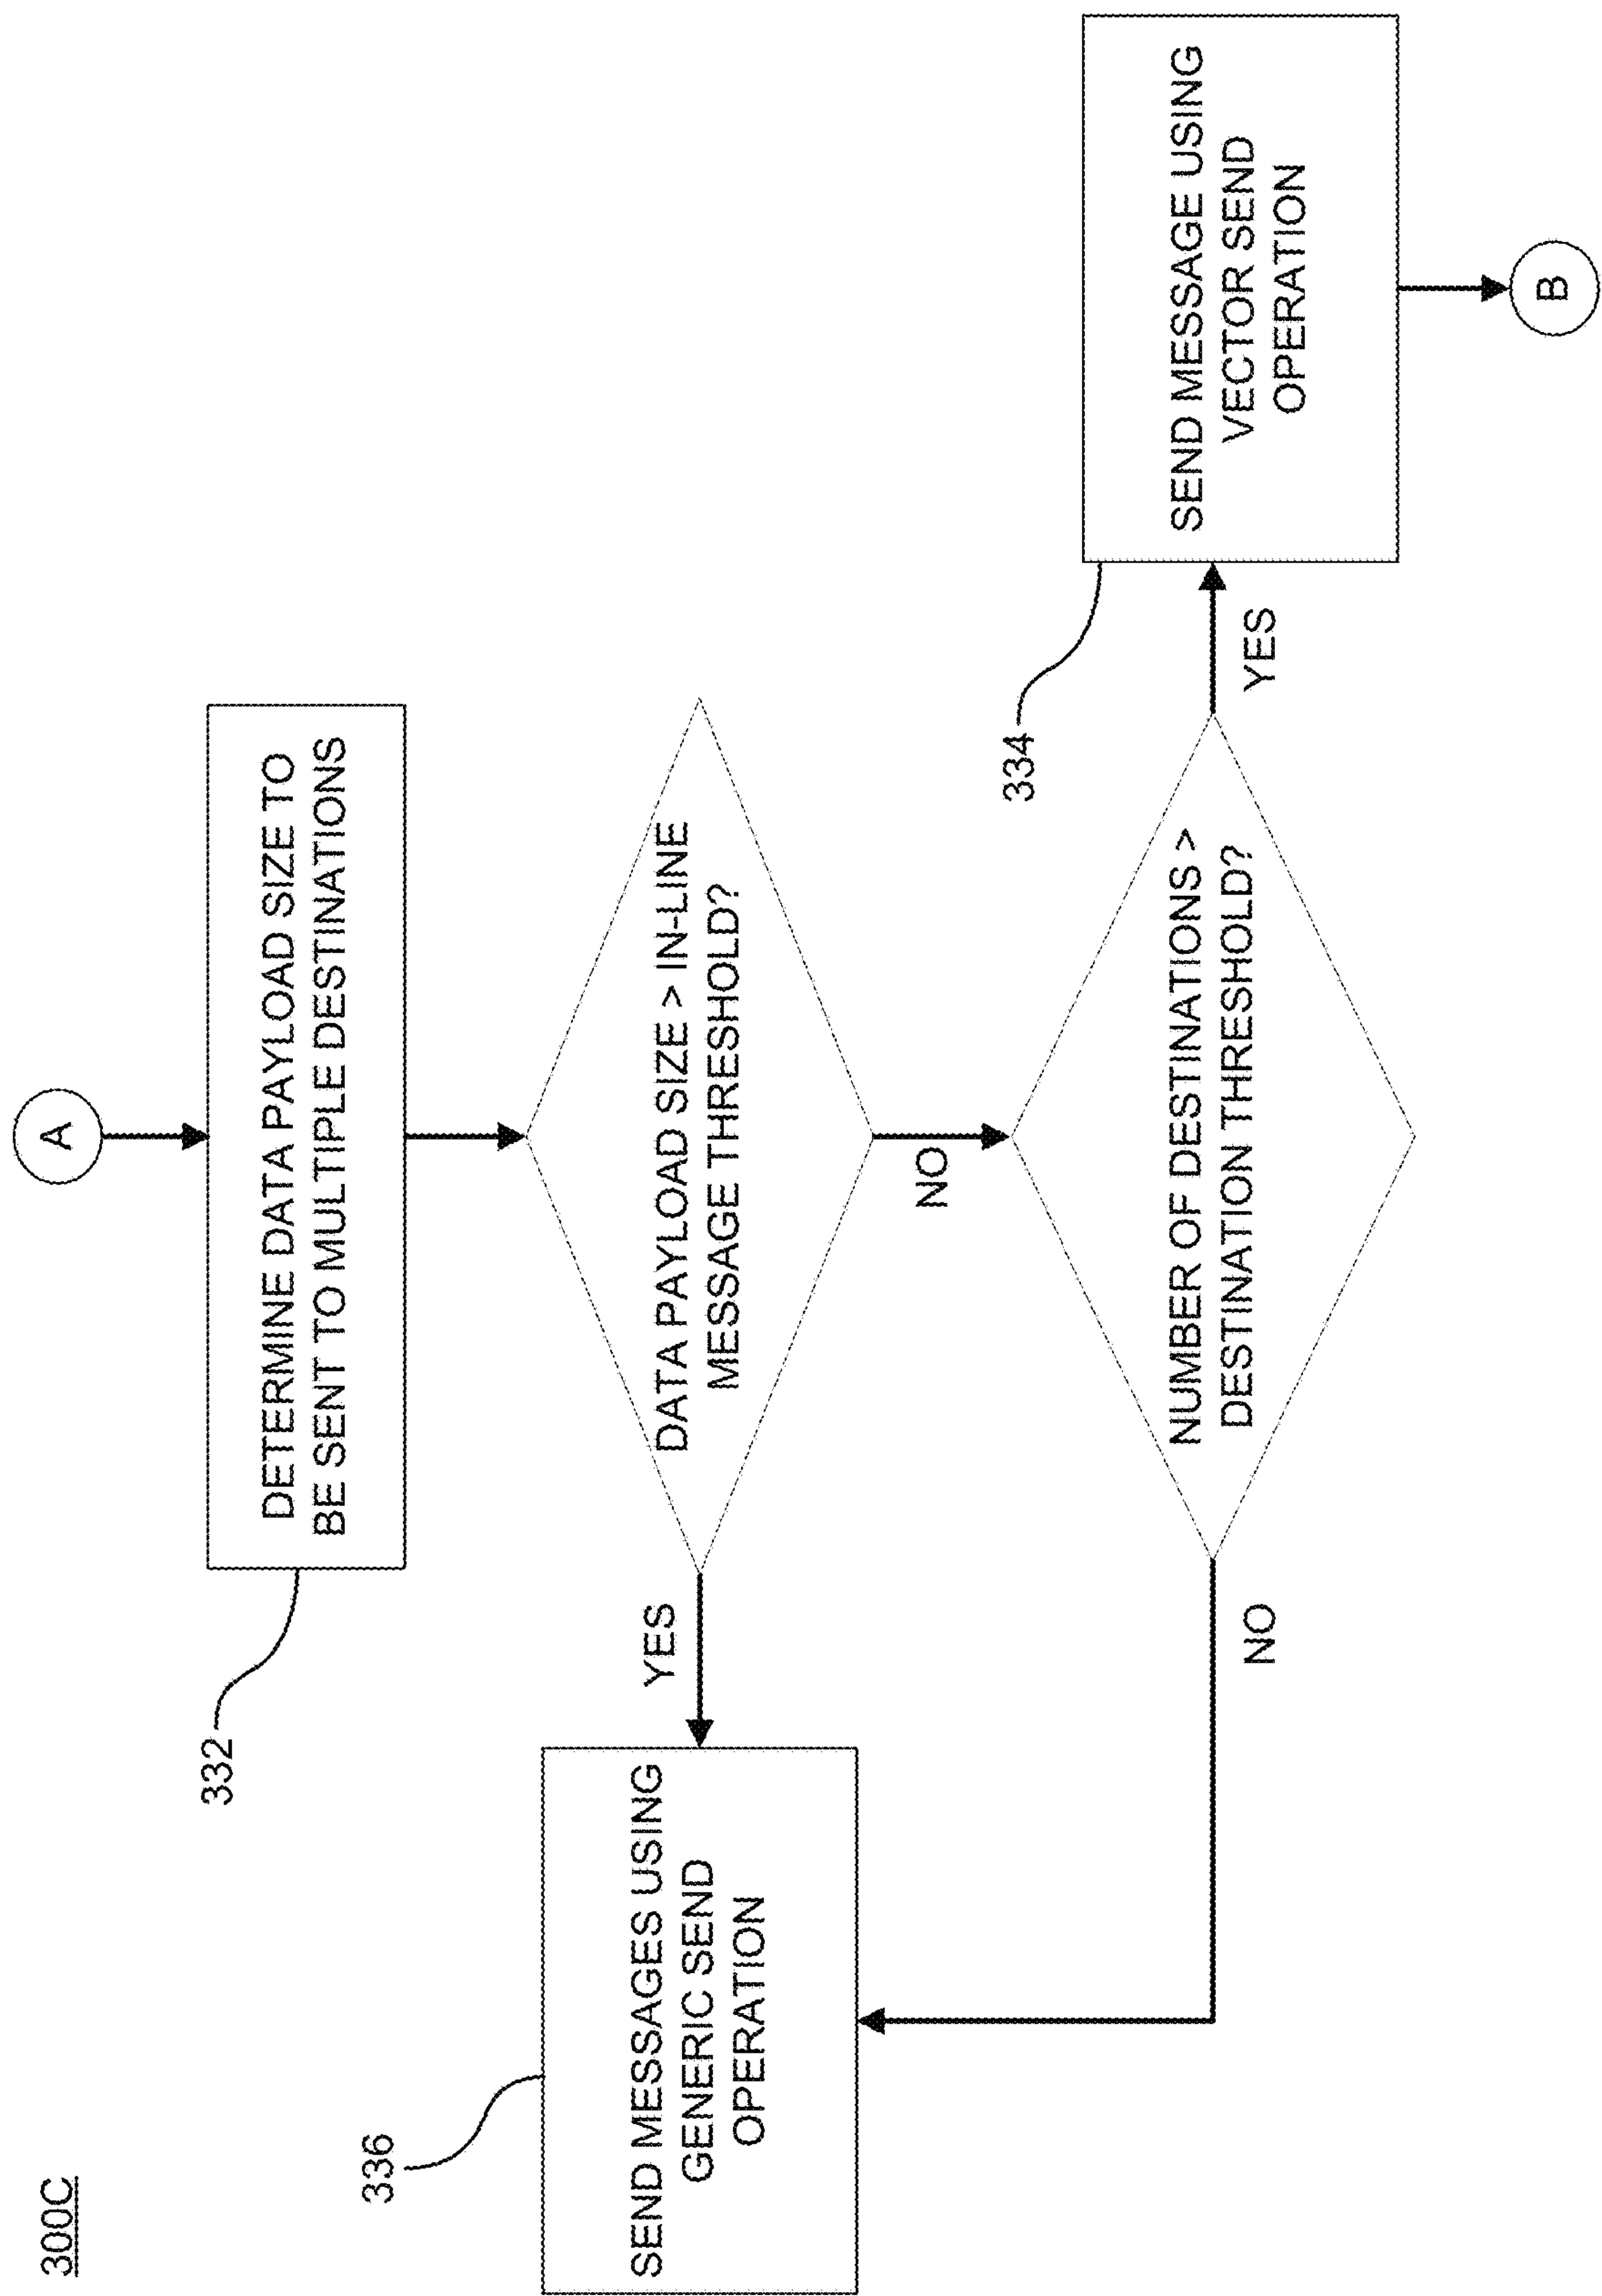 300C
A
332
DETERMINE DATA PAYLOAD SIZE TO
BE SENT TO MULTIPLE DESTINATIONS
DATA PAYLOAD SIZE > IN-LINE
MESSAGE THRESHOLD?
YES
336
SEND MESSAGES USING
GENERIC SEND
OPERATION
NO
NUMBER OF DESTINATIONS >
DESTINATION THRESHOLD?
NO
YES
334
SEND MESSAGE USING
VECTOR SEND
OPERATION
B